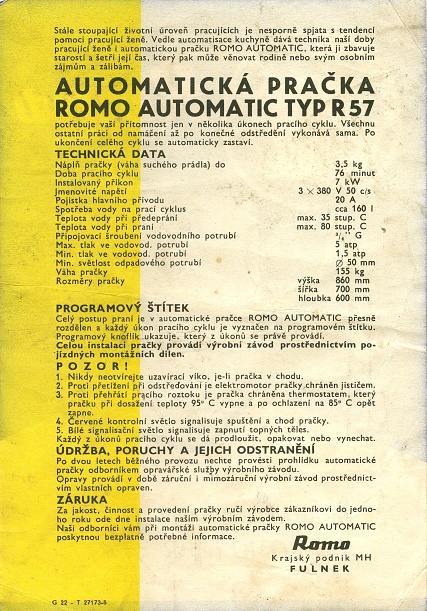 Stále stoupající životní úroveň pracujících je nesporně spjata s tendencí
pomoci pracující ženě. Vedle automatisace kuchyně dává technika naší doby
pracující ženě i automatickou pračku ROMO AUTOMATIC, která ji zbavuje
starostí a šetří její čas, který pak může věnovat rodině nebo svým osobním
zájmům a zálibám.
AUTOMATICKÁ PRAČKA
ROMO AUTOMATIC TYP R 57
potřebuje vaší přítomnost jen v několika úkonech pracího cyklu. Všechnu
ostatní práci od namáčení až po konečné odstředění vykonává sama. Po
ukončení celého cyklu se automaticky zastaví.
TECHNICKÁ DATA
Náplň pračky (váha suchého prádla) do 3,5 kg
Doba pracího cyklu 76 minut
Instalovaný příkon 7 kW
Jmenovité napětí 3 × 380 V 50 c/s
Pojistka hlavního přívodu 20 A
Spotřeba vody na prací cyklus cca 160 l
Teplota vody při předeprání max. 35 stup. C
Teplota vody při praní max. 80 stup. C
Připojovací šroubení vodovodního potrubí ³/₈" G
Max. tlak ve vodovod. potrubí 5 atp
Min. tlak ve vodovod. potrubí 1,5 atp
Min. světlost odpadového potrubí ∅ 50 mm
Váha pračky 155 kg
Rozměry pračky výška 860 mm
šířka 700 mm
hloubka 600 mm
PROGRAMOVÝ ŠTÍTEK
Celý postup praní je v automatické pračce ROMO AUTOMATIC přesně
rozdělen a každý úkon pracího cyklu je vyznačen na programovém štítku.
Programový knoflík ukazuje, který z úkonů se právě provádí.
Celou instalaci pračky provádí výrobní závod prostřednictvím po-
jízdných montážních dílen.
POZOR!
1. Nikdy neotvírejte uzavírací víko, je-li pračka v chodu.
2. Proti přetížení při odstřeďování je elektromotor pračky chráněn jističem.
3. Proti přehřátí pracího roztoku je pračka chráněna thermostatem, který
pračku při dosažení teploty 95° C vypne a po ochlazení na 85° C opět
zapne.
4. Červené kontrolní světlo signalisuje spuštění a chod pračky.
5. Bílé signalisační světlo signalisuje zapnutí topných těles.
Každý z úkonů pracího cyklu se dá prodloužit, opakovat nebo vynechat.
ÚDRŽBA, PORUCHY A JEJICH ODSTRANĚNÍ
Po dvou letech běžného provozu nechte provésti prohlídku automatické
pračky odborníkem opravářské služby výrobního závodu.
Opravy provádí v době záruční i mimozáruční výrobní závod prostřednict-
vím vlastních opraven.
ZÁRUKA
Za jakost, činnost a provedení pračky ručí výrobce zákazníkovi do jedno-
ho roku ode dne instalace naším výrobním závodem.
Naši odborníci vám při montáži automatické pračky ROMO AUTOMATIC
poskytnou bezplatně potřebné informace.
Romo
Krajský podnik MH
FULNEK
G 22 – T 27173-8